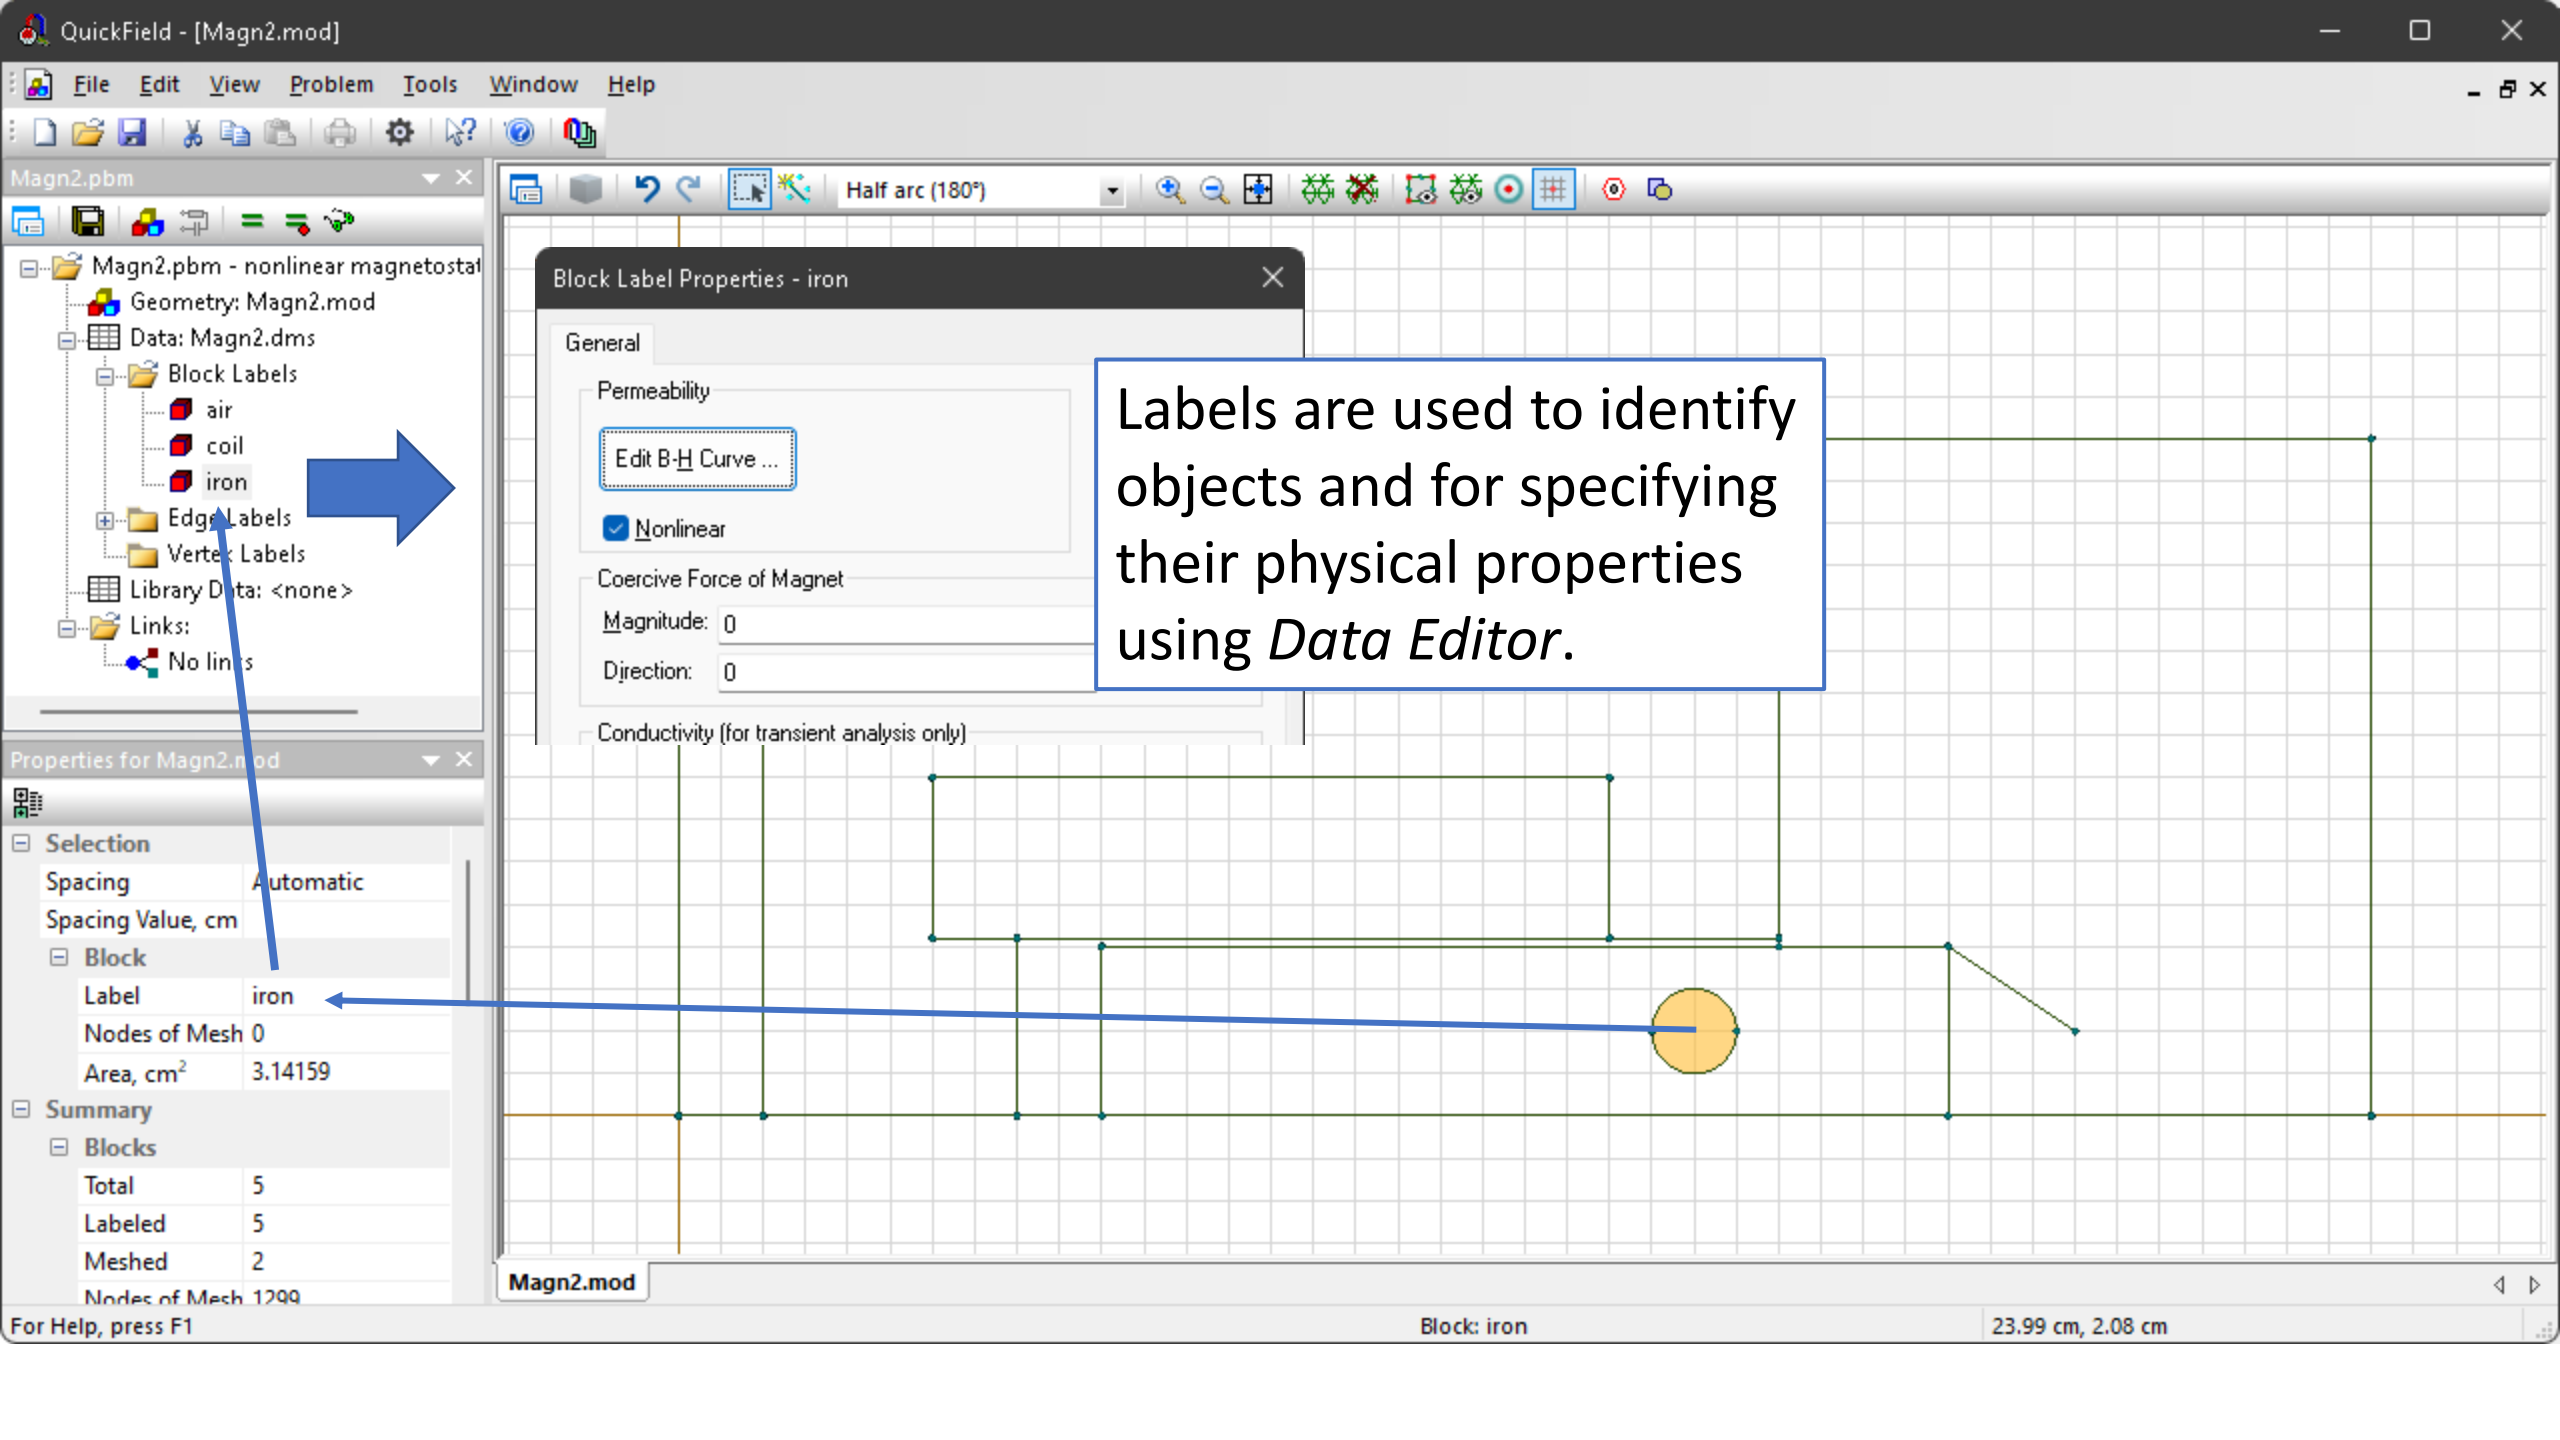 QuickField - [Magn2.mod]
File Edit View Problem Tools Window Help
Magn2.pbm
Half arc (180°)
Magn2.pbm - nonlinear magnetostat
Geometry: Magn2.mod
Data: Magn2.dms
Block Labels
air
coil
iron
Edge Labels
Vertex Labels
Library Data: <none>
Links:
No links
Block Label Properties - iron
General
Permeability
Edit B-H Curve ...
Nonlinear
Coercive Force of Magnet
Magnitude: 0
Direction: 0
Conductivity (for transient analysis only)
Labels are used to identify
objects and for specifying
their physical properties
using Data Editor.
Properties for Magn2.mod
Selection
Spacing Automatic
Spacing Value, cm
Block
Label iron
Nodes of Mesh 0
Area, cm² 3.14159
Summary
Blocks
Total 5
Labeled 5
Meshed 2
Nodes of Mesh 1299
Magn2.mod
For Help, press F1
Block: iron
23.99 cm, 2.08 cm